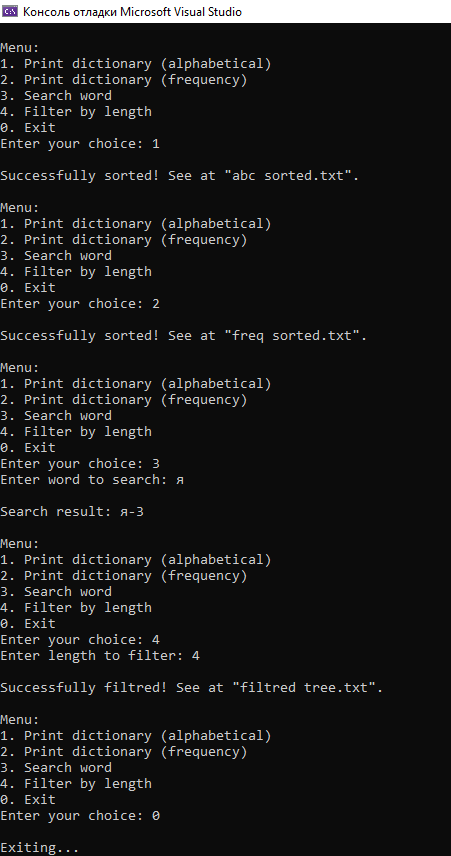 Консоль отладки Microsoft Visual Studio
Menu:
1. Print dictionary (alphabetical)
2. Print dictionary (frequency)
3. Search word
4. Filter by length
0. Exit
Enter your choice: 1
Successfully sorted! See at "abc sorted.txt".
Menu:
1. Print dictionary (alphabetical)
2. Print dictionary (frequency)
3. Search word
4. Filter by length
0. Exit
Enter your choice: 2
Successfully sorted! See at "freq sorted.txt".
Menu:
1. Print dictionary (alphabetical)
2. Print dictionary (frequency)
3. Search word
4. Filter by length
0. Exit
Enter your choice: 3
Enter word to search: я
Search result: я-3
Menu:
1. Print dictionary (alphabetical)
2. Print dictionary (frequency)
3. Search word
4. Filter by length
0. Exit
Enter your choice: 4
Enter length to filter: 4
Successfully filtred! See at "filtred tree.txt".
Menu:
1. Print dictionary (alphabetical)
2. Print dictionary (frequency)
3. Search word
4. Filter by length
0. Exit
Enter your choice: 0
Exiting...